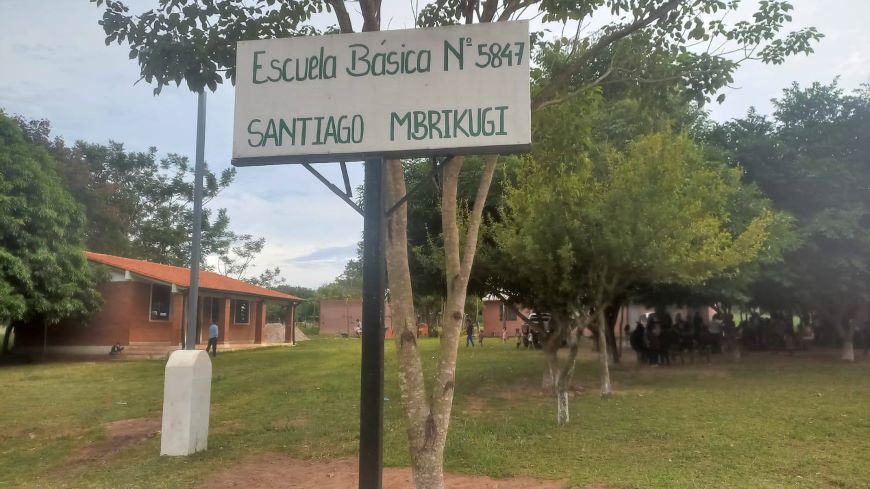 Escuela Básica Nº 5847
SANTIAGO MBRIKUGI